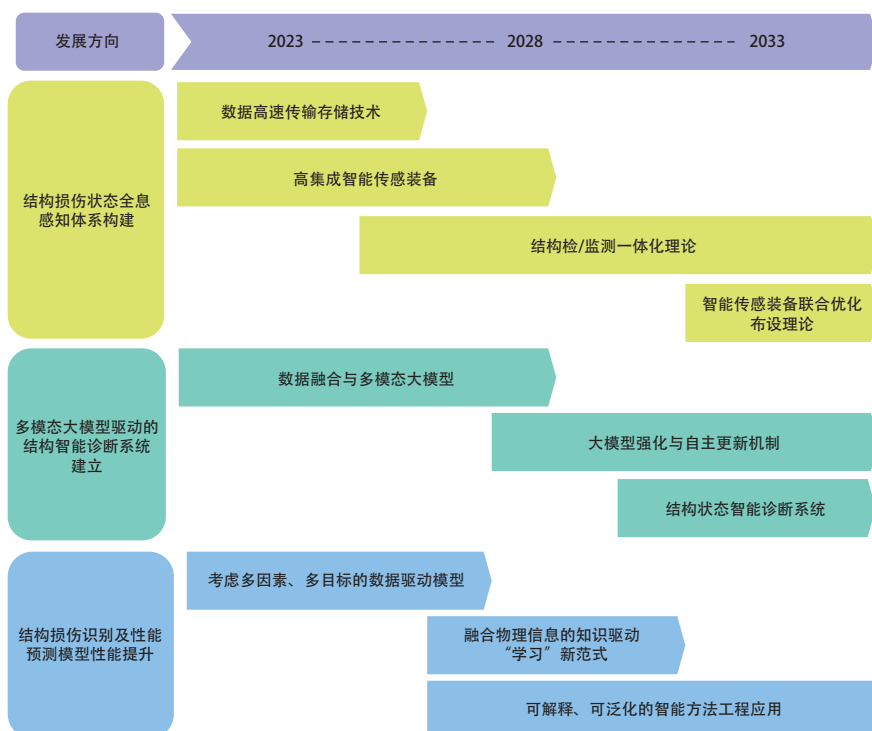 发展方向
2023
2028
2033
结构损伤状态全息
感知体系构建
数据高速传输存储技术
高集成智能传感装备
结构检/监测一体化理论
智能传感装备联合优化
布设理论
多模态大模型驱动的
结构智能诊断系统
建立
数据融合与多模态大模型
大模型强化与自主更新机制
结构状态智能诊断系统
结构损伤识别及性能
预测模型性能提升
考虑多因素、多目标的数据驱动模型
融合物理信息的知识驱动
“学习”新范式
可解释、可泛化的智能方法工程应用